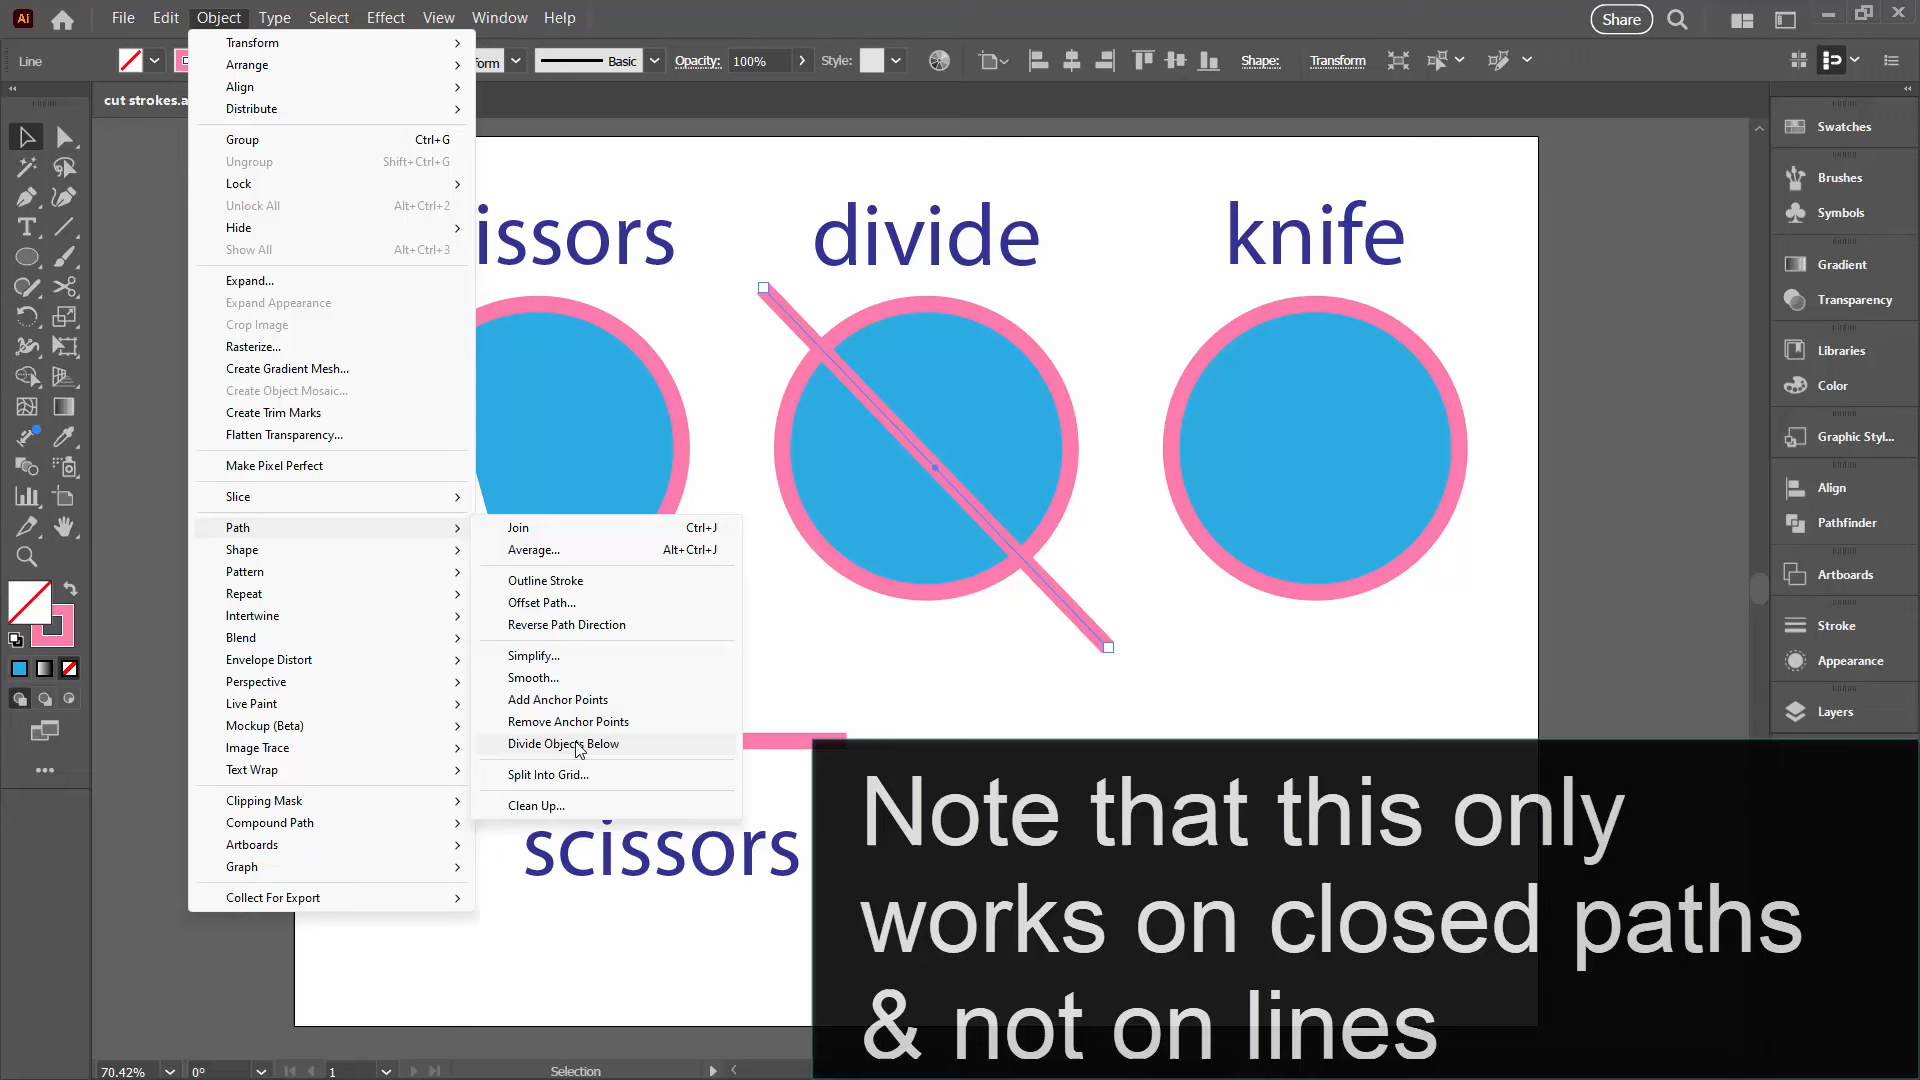 Ai File Edit Object Type Select Effect View Window Help Share
Line orm Basic Opacity: 100% Style: Shape: Transform
cut strokes.a
Transform
Arrange
Align
Distribute
Group Ctrl+G
Ungroup Shift+Ctrl+G
Lock
Unlock All Alt+Ctrl+2
Hide
Show All Alt+Ctrl+3
Expand...
Expand Appearance
Crop Image
Rasterize...
Create Gradient Mesh...
Create Object Mosaic...
Create Trim Marks
Flatten Transparency...
Make Pixel Perfect
Slice
Path
Shape
Pattern
Repeat
Intertwine
Blend
Envelope Distort
Perspective
Live Paint
Mockup (Beta)
Image Trace
Text Wrap
Clipping Mask
Compound Path
Artboards
Graph
Collect For Export
Join Ctrl+J
Average... Alt+Ctrl+J
Outline Stroke
Offset Path...
Reverse Path Direction
Simplify...
Smooth...
Add Anchor Points
Remove Anchor Points
Divide Objects Below
Split Into Grid...
Clean Up...
issors divide knife
scissors
Swatches
Brushes
Symbols
Gradient
Transparency
Libraries
Color
Graphic Styl...
Align
Pathfinder
Artboards
Stroke
Appearance
Layers
Note that this only
works on closed paths
& not on lines
70.42% 0° 1 Selection